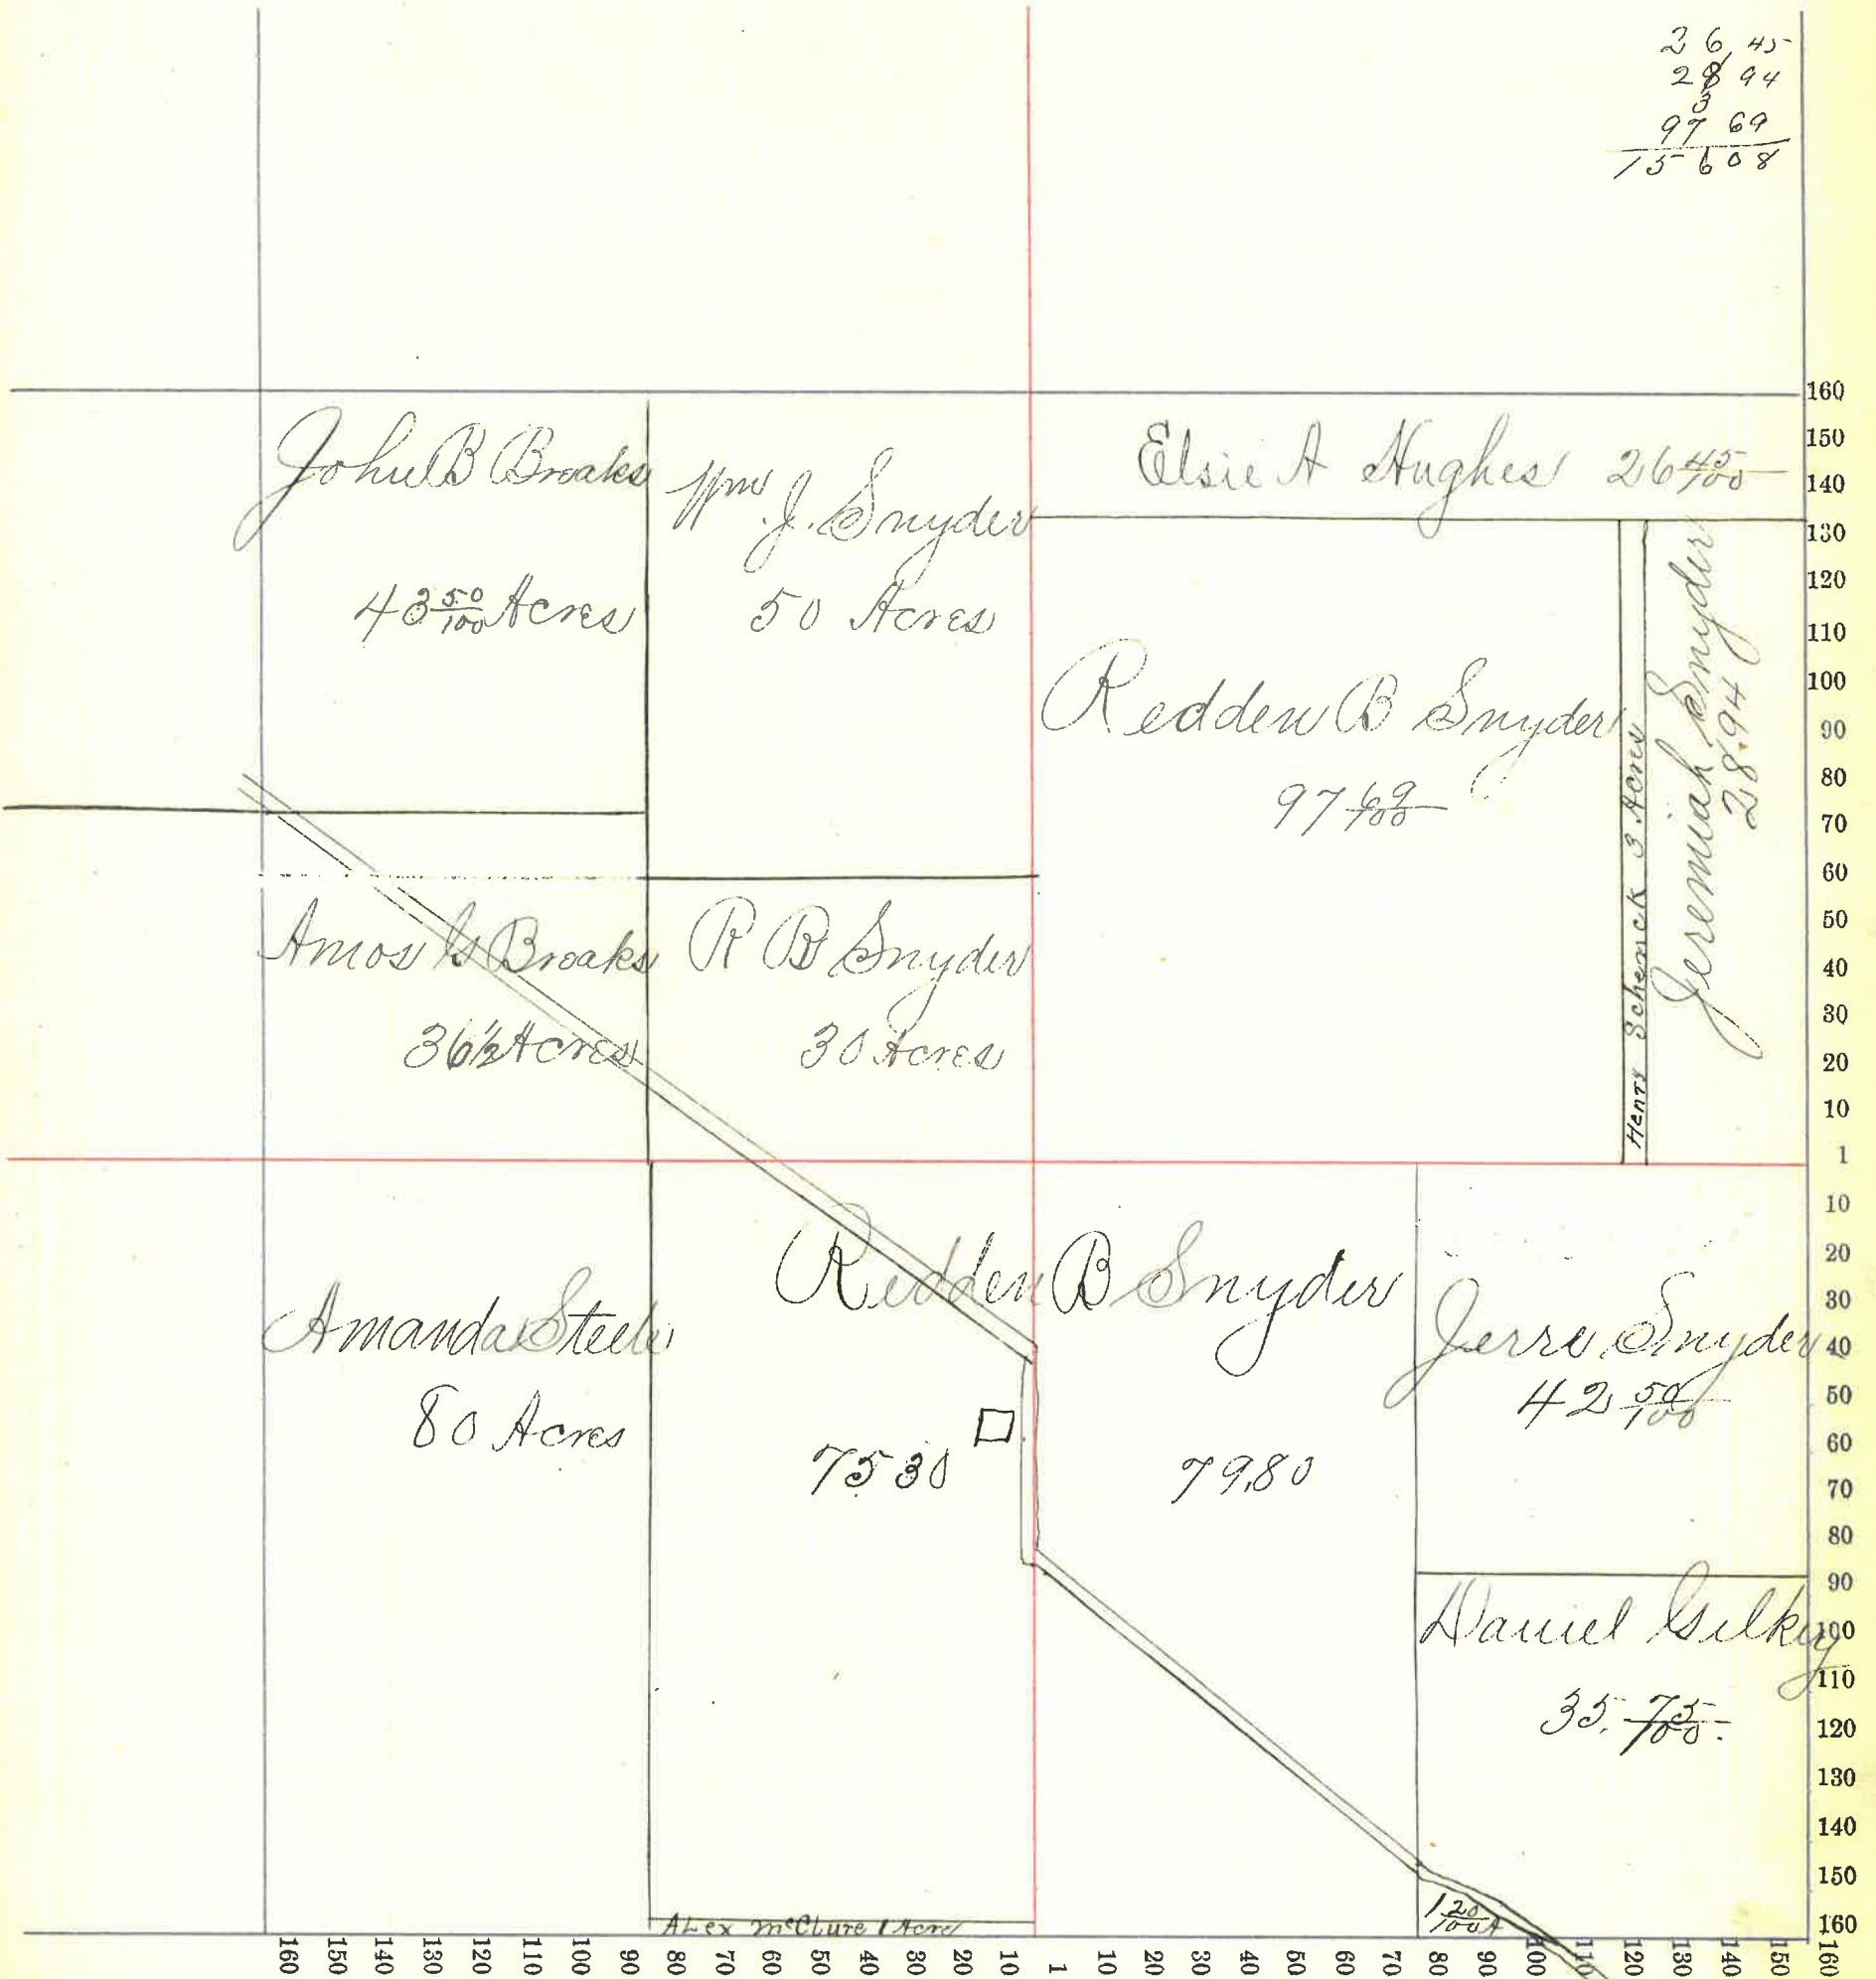 26,45
28 94
3
97 69
156 08
John B Broaks
43 50/100 Acres
Wm J. Snyder
50 Acres
Elsie A Hughes 26 45/100
Redden B Snyder
97 69/100
Henry Schenck 3 Acres
Jeremiah Snyder
28.94
Amos G Broaks
36 1/2 Acres
R B Snyder
30 Acres
Amanda Steele
80 Acres
Redden B Snyder
75 30
79,80
Jerre Snyder
42 50/100
Daniel Gilkey
35. 75/100.
1 20/100 A
Alex McClure 1 Acre
160
150
140
130
120
110
100
90
80
70
60
50
40
30
20
10
1
10
20
30
40
50
60
70
80
90
100
110
120
130
140
150
160
160 150 140 130 120 110 100 90 80 70 60 50 40 30 20 10 1 10 20 30 40 50 60 70 80 90 100 110 120 130 140 150 160